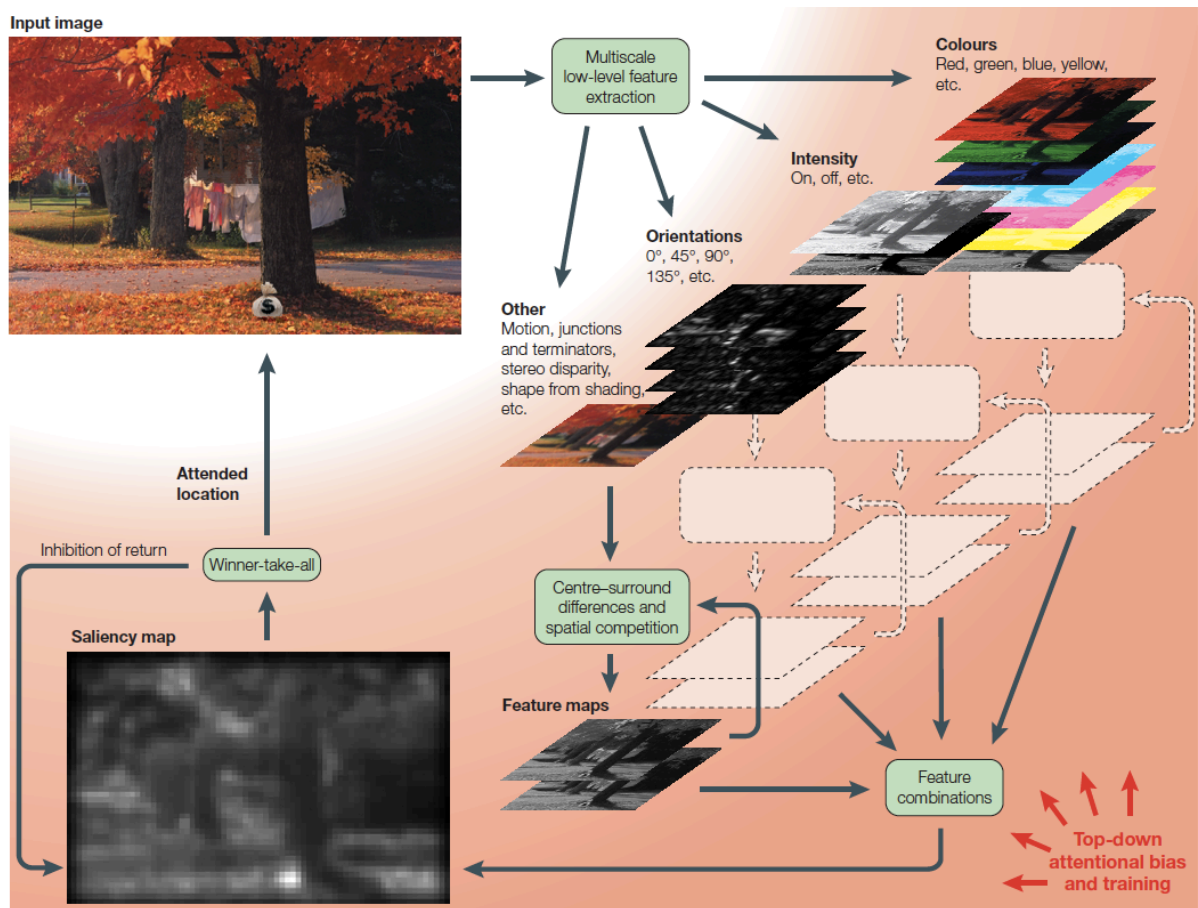 Input image
$
Multiscale
low-level feature
extraction
Colours
Red, green, blue, yellow,
etc.
Intensity
On, off, etc.
Orientations
0°, 45°, 90°,
135°, etc.
Other
Motion, junctions
and terminators,
stereo disparity,
shape from shading,
etc.
Attended
location
Inhibition of return
Winner-take-all
Centre–surround
differences and
spatial competition
Saliency map
Feature maps
Feature
combinations
Top-down
attentional bias
and training